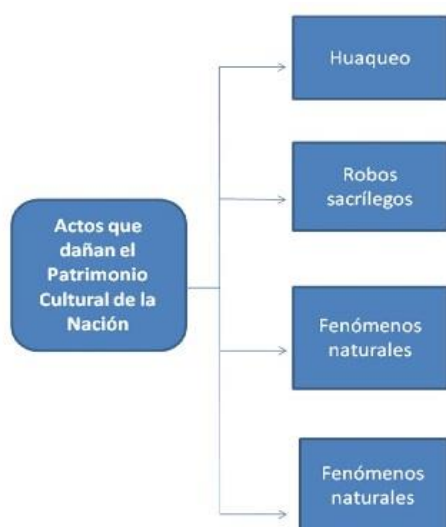 Huaqueo
Robos
sacrílegos
Actos que
dañan el
Patrimonio
Cultural de la
Nación
Fenómenos
naturales
Fenómenos
naturales